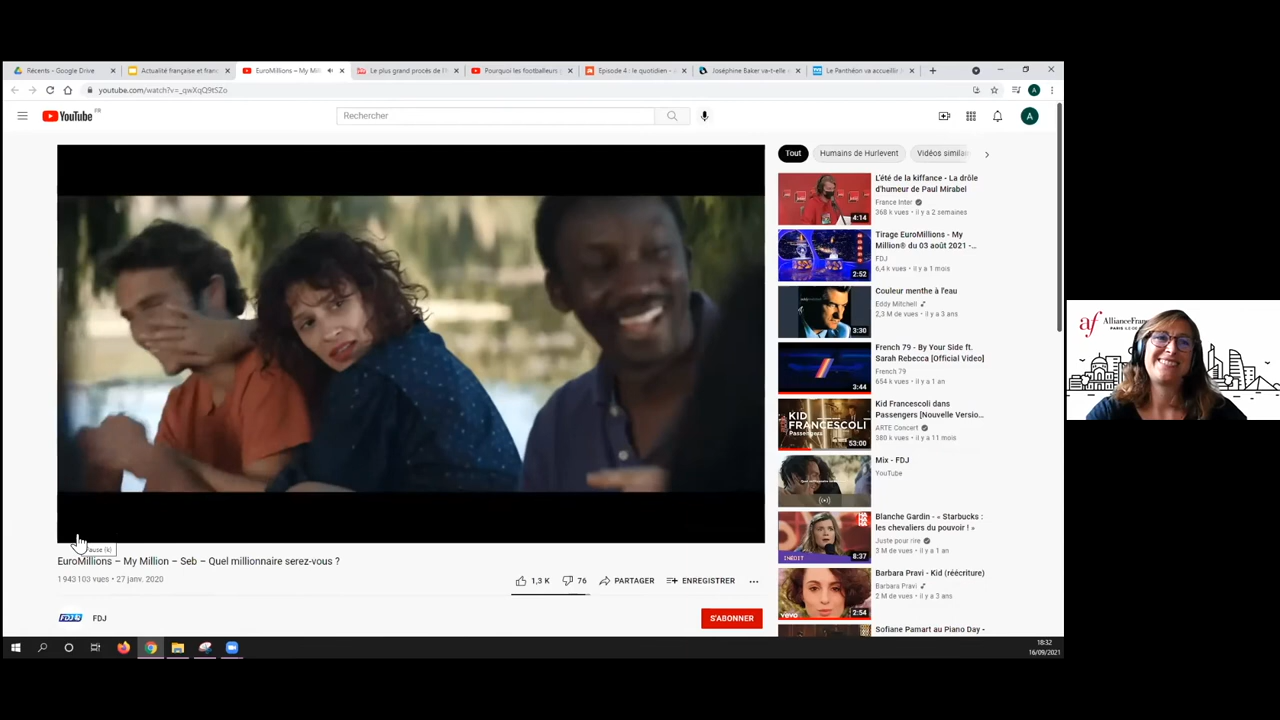 Récents - Google Drive
Actualité française et franc
EuroMillions – My Mill
Le plus grand procès de l'h
Pourquoi les footballeurs
Episode 4 : le quotidien -
Joséphine Baker va-t-elle
Le Panthéon va accueillir
youtube.com/watch?v=_qwXqQ9tSZo
A
YouTube FR
Rechercher
A
Tout
Humains de Hurlevent
Vidéos similai
L'été de la kiffance • La drôle
d'humeur de Paul Mirabel
France Inter
368 k vues • il y a 2 semaines
4:14
Tirage EuroMillions - My
Million® du 03 août 2021 -...
FDJ
6,4 k vues • il y a 1 mois
2:52
Couleur menthe à l'eau
Eddy Mitchell
2,3 M de vues • il y a 3 ans
3:30
French 79 - By Your Side ft.
Sarah Rebecca [Official Video]
French 79
654 k vues • il y a 1 an
3:44
KID
FRANCESCOLI
Passengers
Kid Francescoli dans
Passengers [Nouvelle Versio...
ARTE Concert
380 k vues • il y a 11 mois
53:00
Mix - FDJ
YouTube
Blanche Gardin - « Starbucks :
les chevaliers du pouvoir ! »
Juste pour rire
3 M de vues • il y a 1 an
INÉDIT
8:37
Barbara Pravi - Kid (réécriture)
Barbara Pravi
2 M de vues • il y a 3 ans
vevo
2:54
Sofiane Pamart au Piano Day -
Pause (k)
EuroMillions – My Million – Seb – Quel millionnaire serez-vous ?
1 943 103 vues • 27 janv. 2020
1,3 K
76
PARTAGER
ENREGISTRER
FDJ
FDJ
S'ABONNER
18:32
16/09/2021
af AllianceFran
PARIS